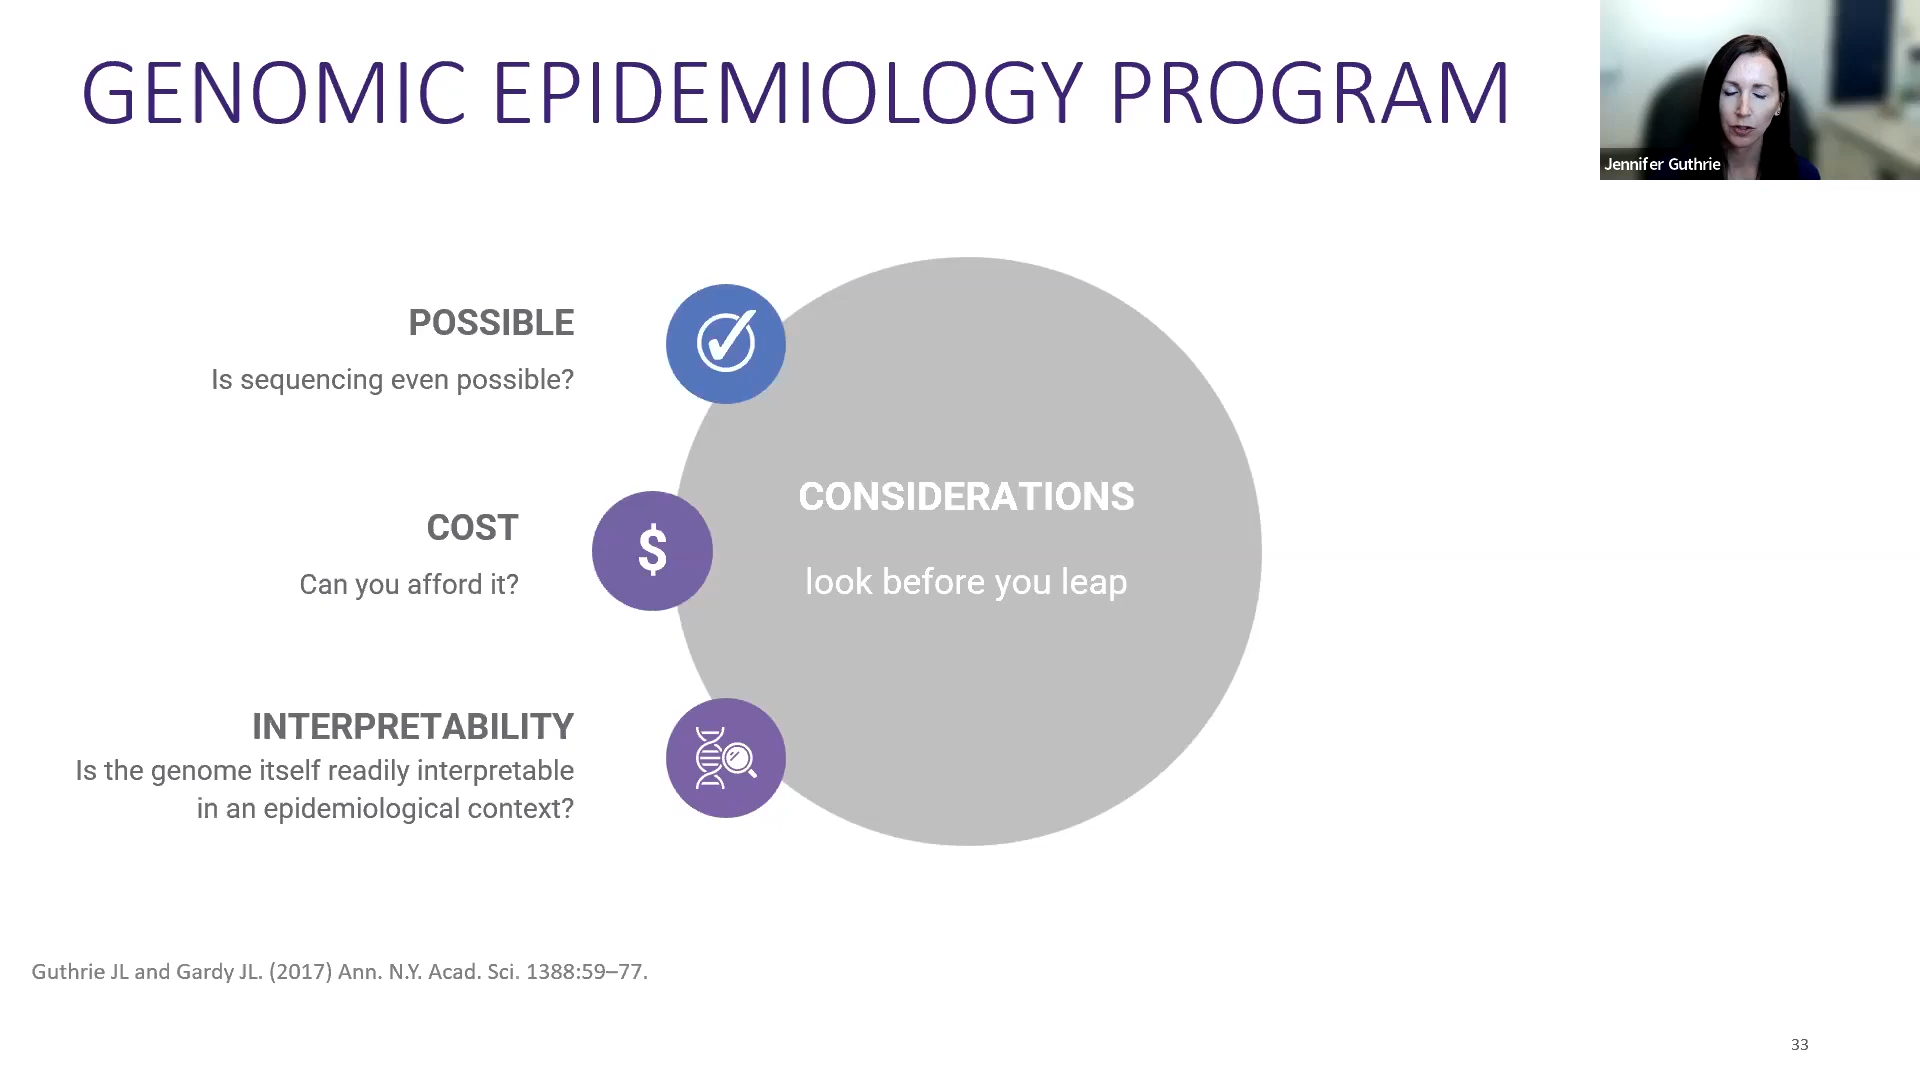 GENOMIC EPIDEMIOLOGY PROGRAM
Jennifer Guthrie
POSSIBLE
Is sequencing even possible?
COST
$
Can you afford it?
INTERPRETABILITY
Is the genome itself readily interpretable
in an epidemiological context?
CONSIDERATIONS
look before you leap
Guthrie JL and Gardy JL. (2017) Ann. N.Y. Acad. Sci. 1388:59–77.
33